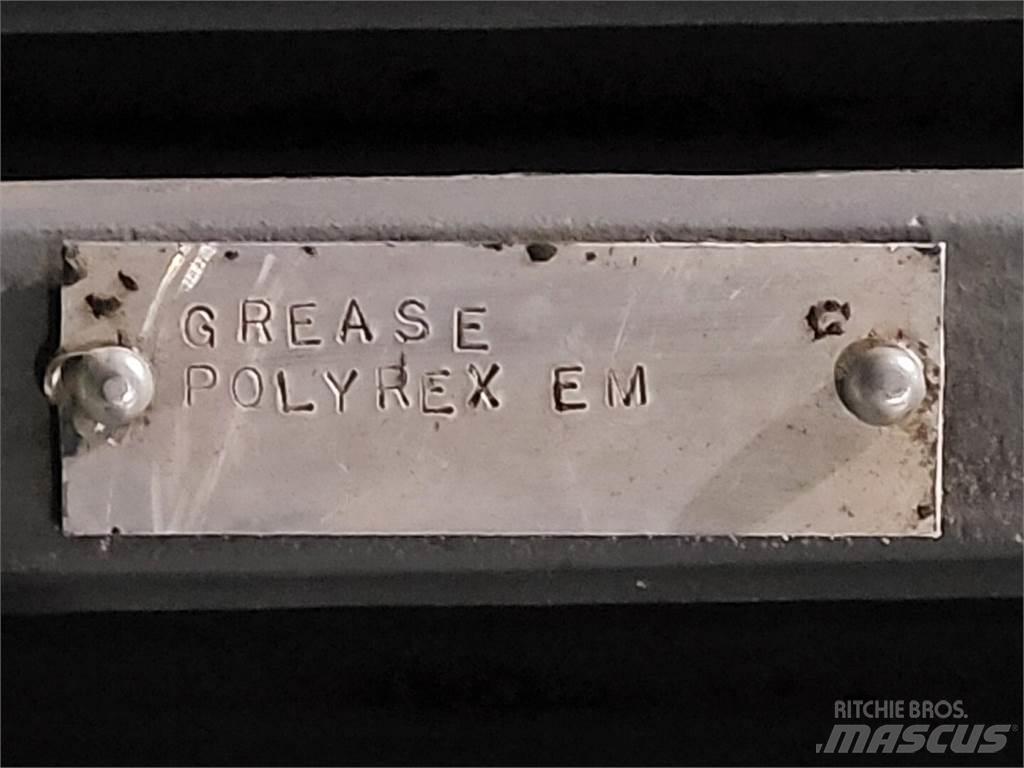 GREASE
POLYREX EM
RITCHIE BROS.
MASCUS